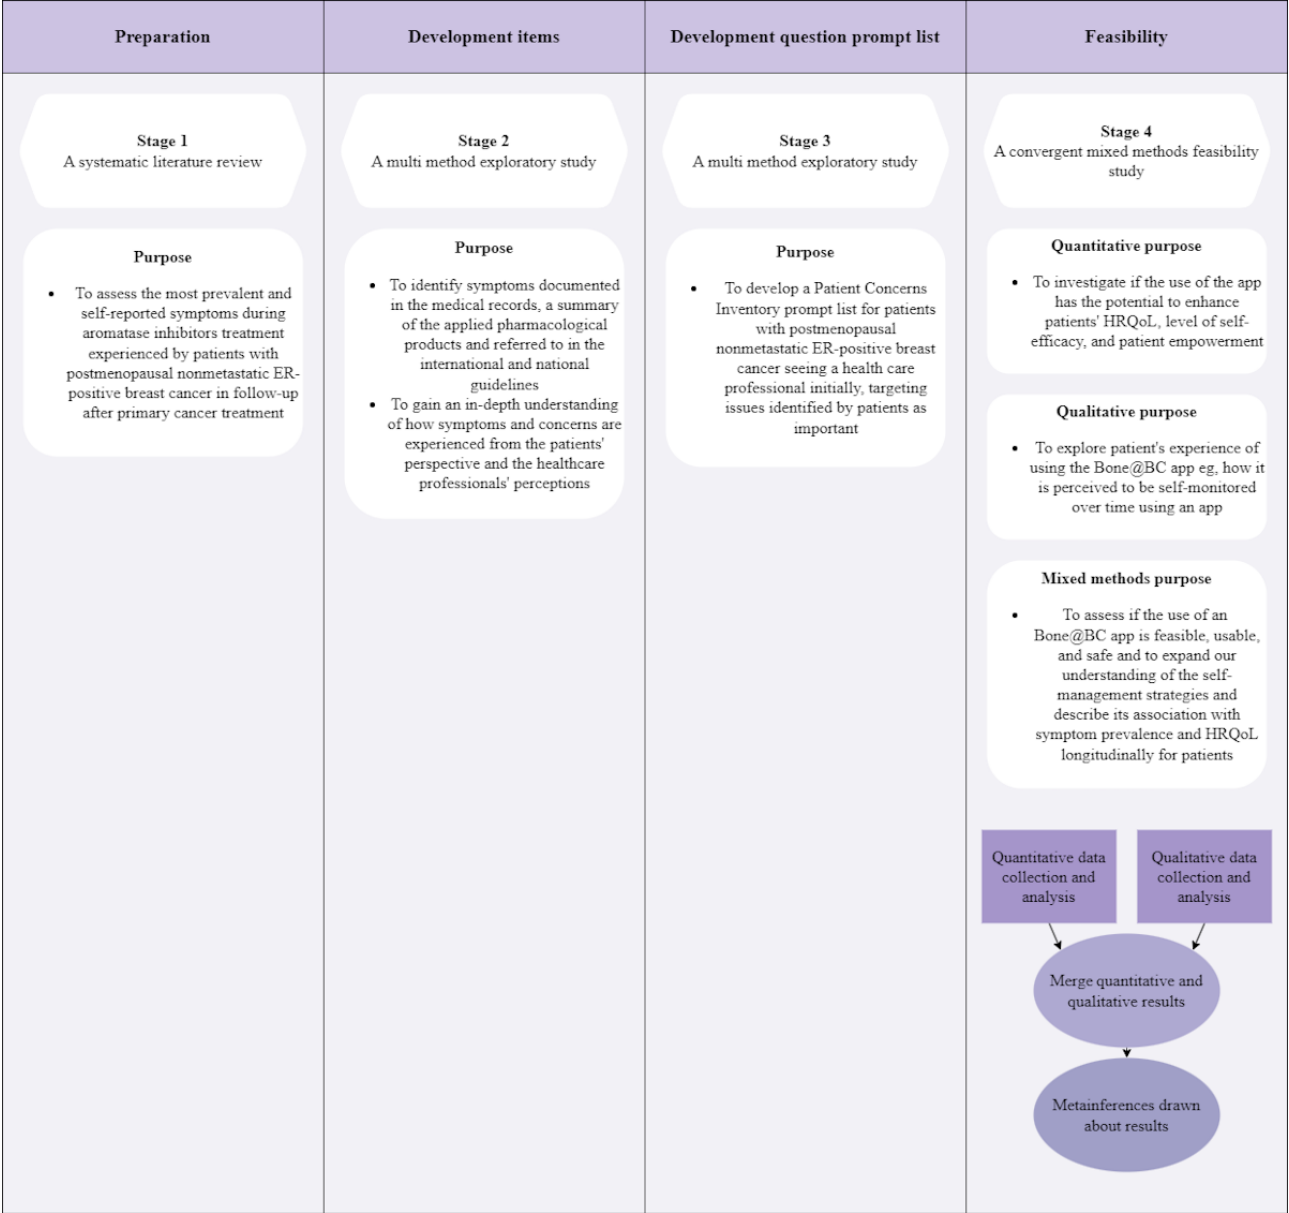 Preparation
Development items
Development question prompt list
Feasibility
Stage 1
A systematic literature review
Purpose
• To assess the most prevalent and
self-reported symptoms during
aromatase inhibitors treatment
experienced by patients with
postmenopausal nonmetastatic ER-
positive breast cancer in follow-up
after primary cancer treatment
Stage 2
A multi method exploratory study
Purpose
• To identify symptoms documented
in the medical records, a summary
of the applied pharmacological
products and referred to in the
international and national
guidelines
• To gain an in-depth understanding
of how symptoms and concerns are
experienced from the patients'
perspective and the healthcare
professionals' perceptions
Stage 3
A multi method exploratory study
Purpose
• To develop a Patient Concerns
Inventory prompt list for patients
with postmenopausal
nonmetastatic ER-positive breast
cancer seeing a health care
professional initially, targeting
issues identified by patients as
important
Stage 4
A convergent mixed methods feasibility
study
Quantitative purpose
• To investigate if the use of the app
has the potential to enhance
patients' HRQoL, level of self-
efficacy, and patient empowerment
Qualitative purpose
• To explore patient's experience of
using the Bone@BC app eg, how it
is perceived to be self-monitored
over time using an app
Mixed methods purpose
• To assess if the use of an
Bone@BC app is feasible, usable,
and safe and to expand our
understanding of the self-
management strategies and
describe its association with
symptom prevalence and HRQoL
longitudinally for patients
Quantitative data
collection and
analysis
Qualitative data
collection and
analysis
Merge quantitative and
qualitative results
Metainferences drawn
about results